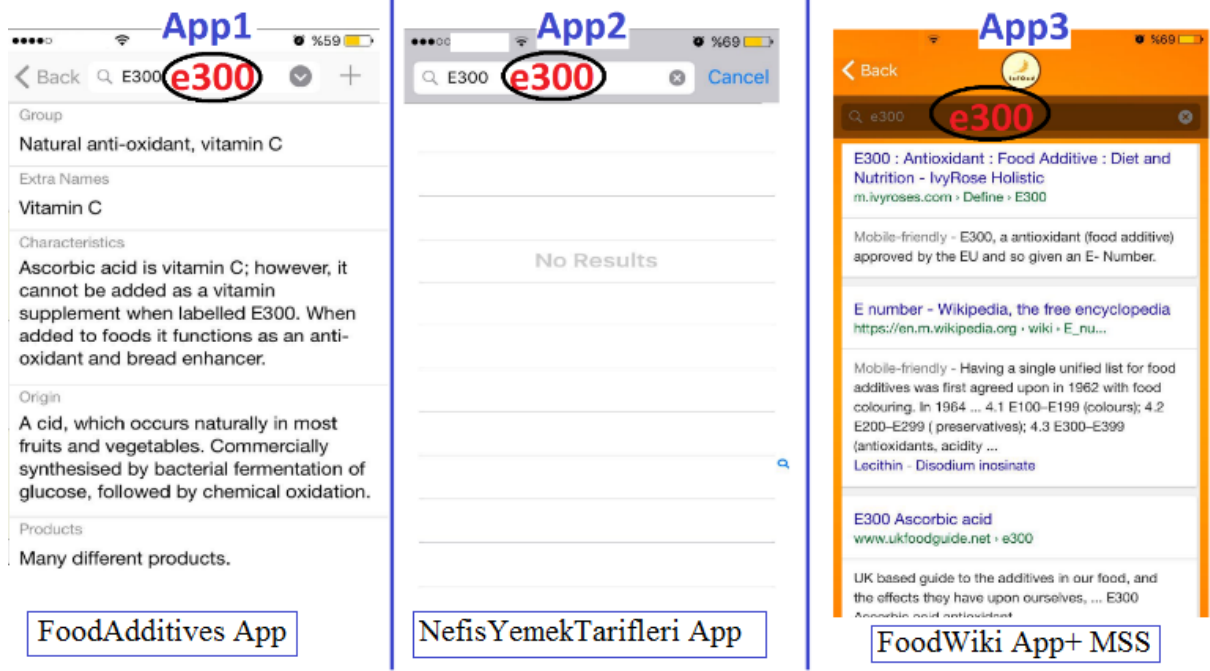 App1
%59
Back
E300 e300
Group
Natural anti-oxidant, vitamin C
Extra Names
Vitamin C
Characteristics
Ascorbic acid is vitamin C; however, it
cannot be added as a vitamin
supplement when labelled E300. When
added to foods it functions as an anti-
oxidant and bread enhancer.
Origin
A cid, which occurs naturally in most
fruits and vegetables. Commercially
synthesised by bacterial fermentation of
glucose, followed by chemical oxidation.
Products
Many different products.
FoodAdditives App
App2
%69
E300 e300 Cancel
No Results
NefisYemekTarifleri App
App3
%69
Back
e300 e300
E300 : Antioxidant : Food Additive : Diet and
Nutrition - IvyRose Holistic
m.ivyroses.com › Define › E300
Mobile-friendly - E300, a antioxidant (food additive)
approved by the EU and so given an E- Number.
E number - Wikipedia, the free encyclopedia
https://en.m.wikipedia.org › wiki › E_nu...
Mobile-friendly - Having a single unified list for food
additives was first agreed upon in 1962 with food
colouring. In 1964 ... 4.1 E100–E199 (colours); 4.2
E200–E299 ( preservatives); 4.3 E300–E399
(antioxidants, acidity ...
Lecithin - Disodium inosinate
E300 Ascorbic acid
www.ukfoodguide.net › e300
UK based guide to the additives in our food, and
the effects they have upon ourselves, ... E300
Ascorbic acid antioxidant
FoodWiki App+ MSS